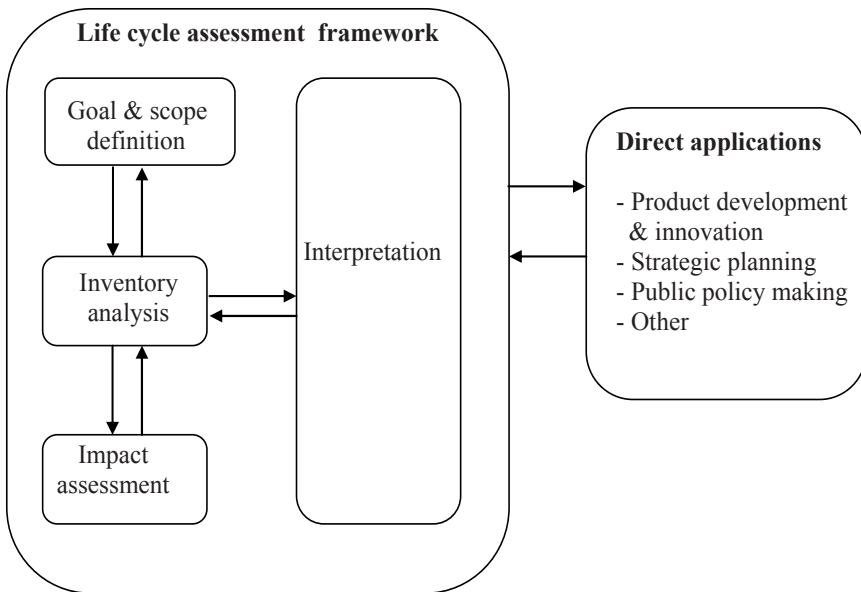 Life cycle assessment framework
Goal & scope
definition
Inventory
analysis
Impact
assessment
Interpretation
Direct applications
- Product development
& innovation
- Strategic planning
- Public policy making
- Other